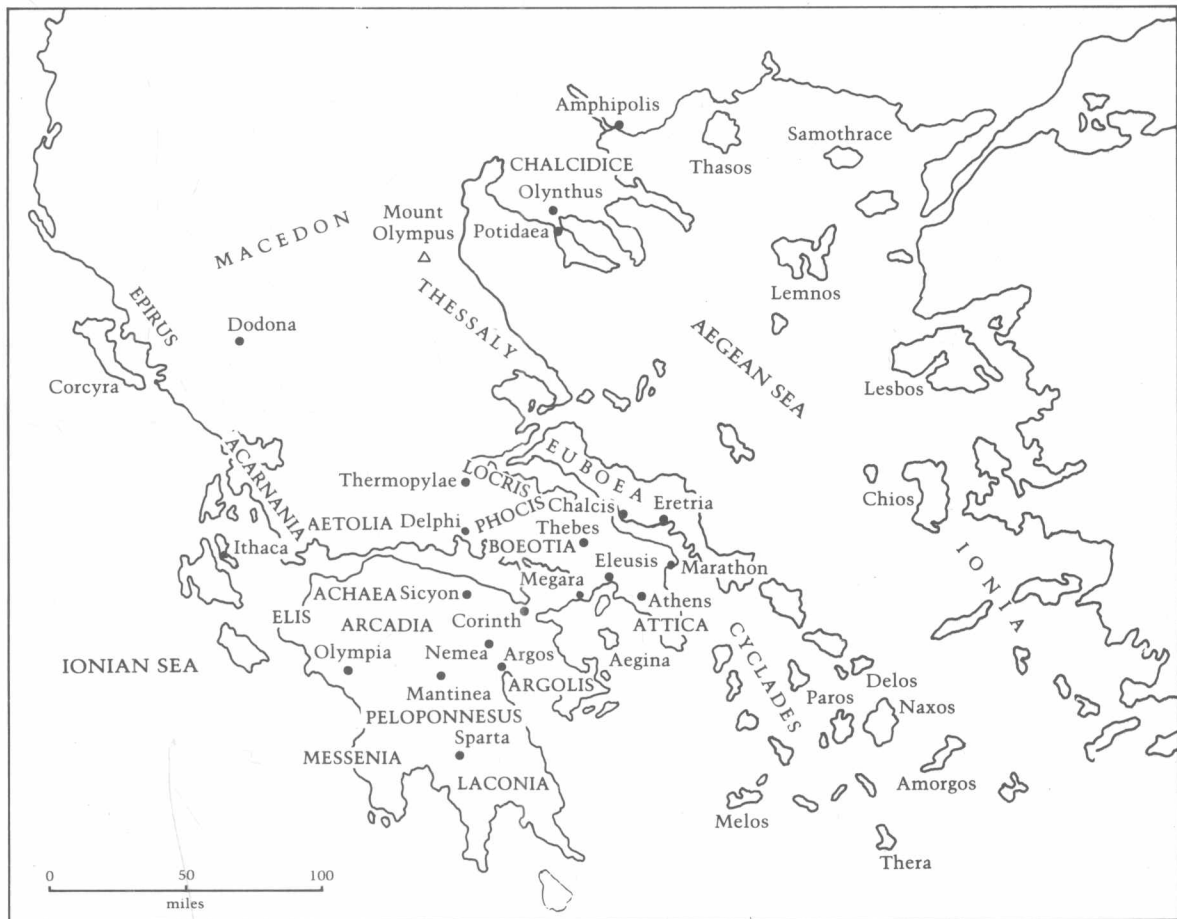 Amphipolis
Samothrace
CHALCIDICE
Thasos
Olynthus
Mount
Olympus
Potidaea
MACEDON
THESSALY
Lemnos
EPIRUS
Dodona
AEGEAN SEA
Corcyra
Lesbos
ACARNANIA
EUBOEA
Thermopylae
LOCRIS
Chios
Chalcis
Eretria
AETOLIA
Delphi
PHOCIS
Thebes
BOEOTIA
Ithaca
Eleusis
Marathon
IONIA
Megara
ACHAEA
Sicyon
Athens
ELIS
ARCADIA
Corinth
ATTICA
CYCLADES
Olympia
Nemea
Argos
Aegina
IONIAN SEA
Delos
Mantinea
ARGOLIS
Paros
Naxos
PELOPONNESUS
Sparta
MESSENIA
LACONIA
Amorgos
Melos
Thera
0 50 100
miles